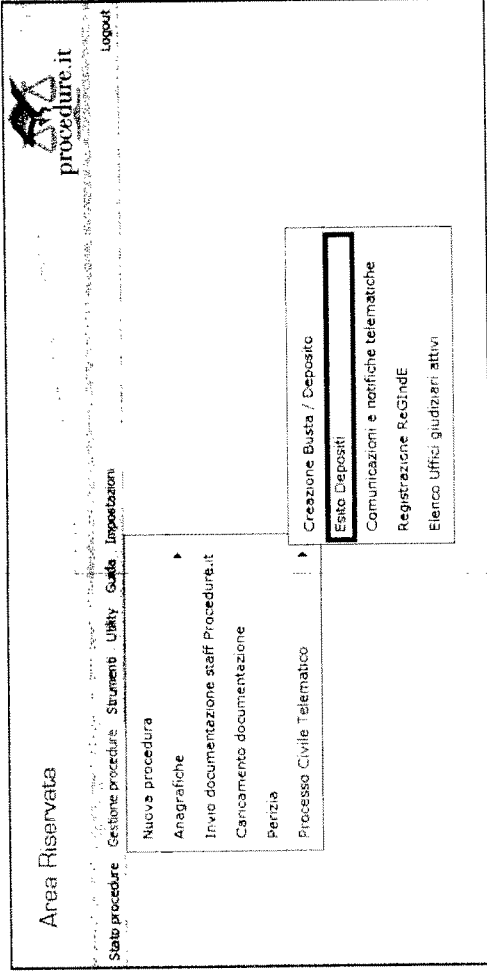 Area Riservata
procedure.it
Logout
Stato procedure Gestione procedure Strumenti Utility Guida Impostazioni
Nuova procedura
Anagrafiche
Invio documentazione staff Procedure.it
Caricamento documentazione
Perizia
Processo Civile Telematico
Creazione Busta / Deposito
Esito Depositi
Comunicazioni e notifiche telematiche
Registrazione ReGIndE
Elenco Uffici giudiziari attivi